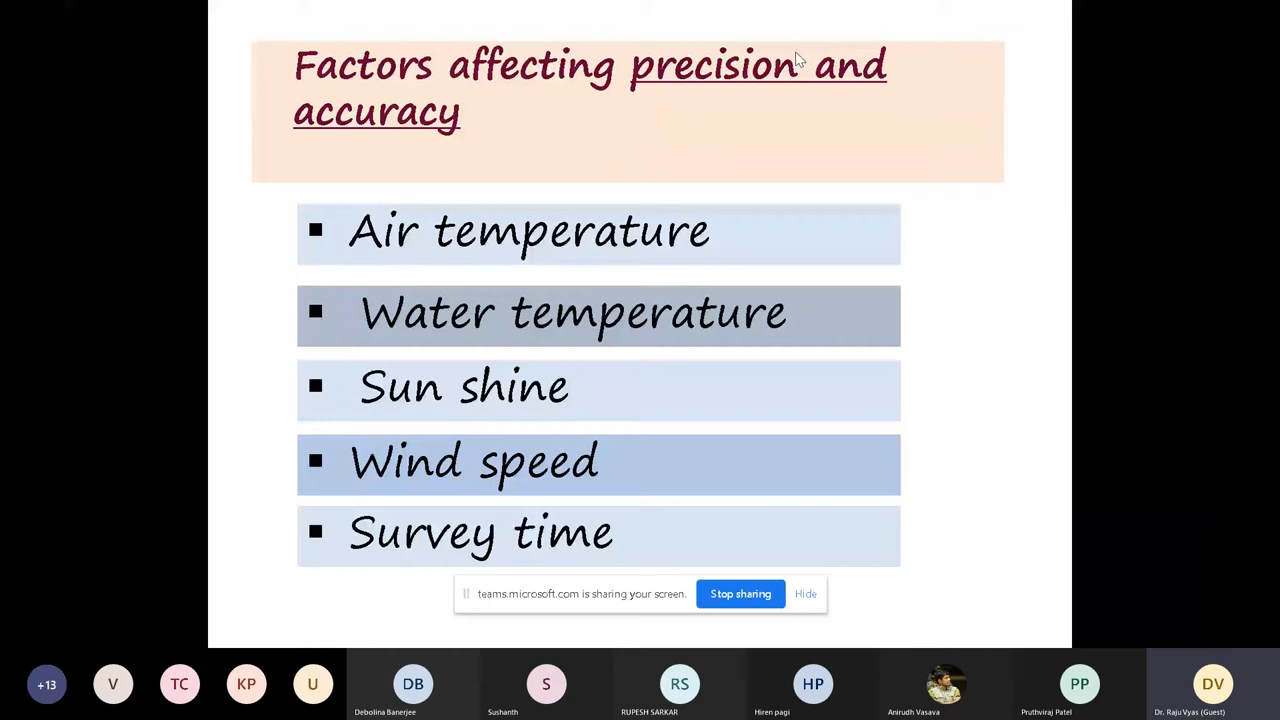 Factors affecting precision and
accuracy
▪ Air temperature
▪ Water temperature
▪ Sun shine
▪ Wind speed
▪ Survey time
teams.microsoft.com is sharing your screen. Stop sharing Hide
+13 V TC KP U DB S RS HP PP DV
Debolina Banerjee Sushanth RUPESH SARKAR Hiren pagi Anirudh Vasava Pruthviraj Patel Dr. Raju Vyas (Guest)